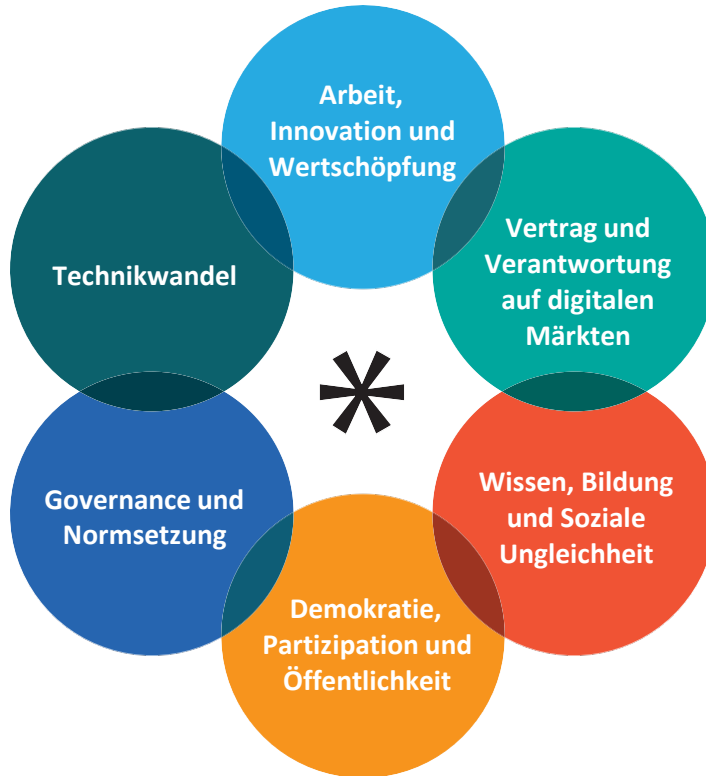 Arbeit,
Innovation und
Wertschöpfung
Vertrag und
Verantwortung
auf digitalen
Märkten
Technikwandel
*
Governance und
Normsetzung
Wissen, Bildung
und Soziale
Ungleichheit
Demokratie,
Partizipation und
Öffentlichkeit